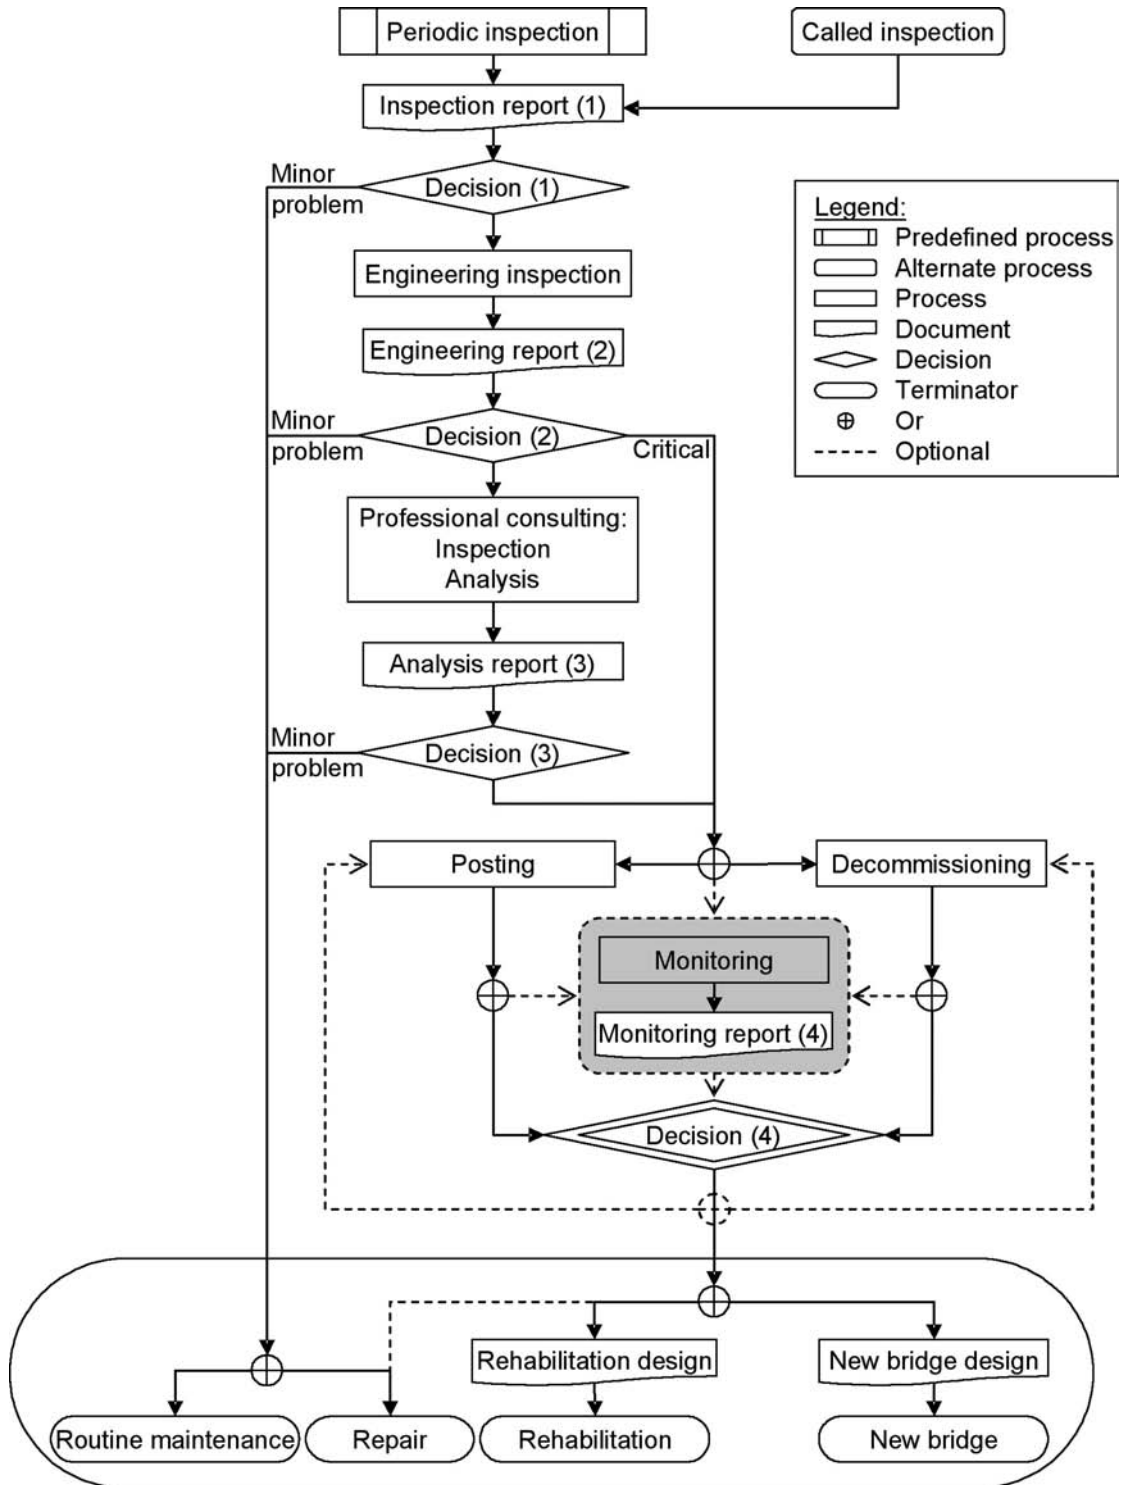 Periodic inspection
Called inspection
Inspection report (1)
Minor
problem
Decision (1)
Legend:
Predefined process
Alternate process
Process
Document
Decision
Terminator
Or
Optional
Engineering inspection
Engineering report (2)
Minor
problem
Decision (2)
Critical
Professional consulting:
Inspection
Analysis
Analysis report (3)
Minor
problem
Decision (3)
Posting
Decommissioning
Monitoring
Monitoring report (4)
Decision (4)
Rehabilitation design
New bridge design
Routine maintenance
Repair
Rehabilitation
New bridge